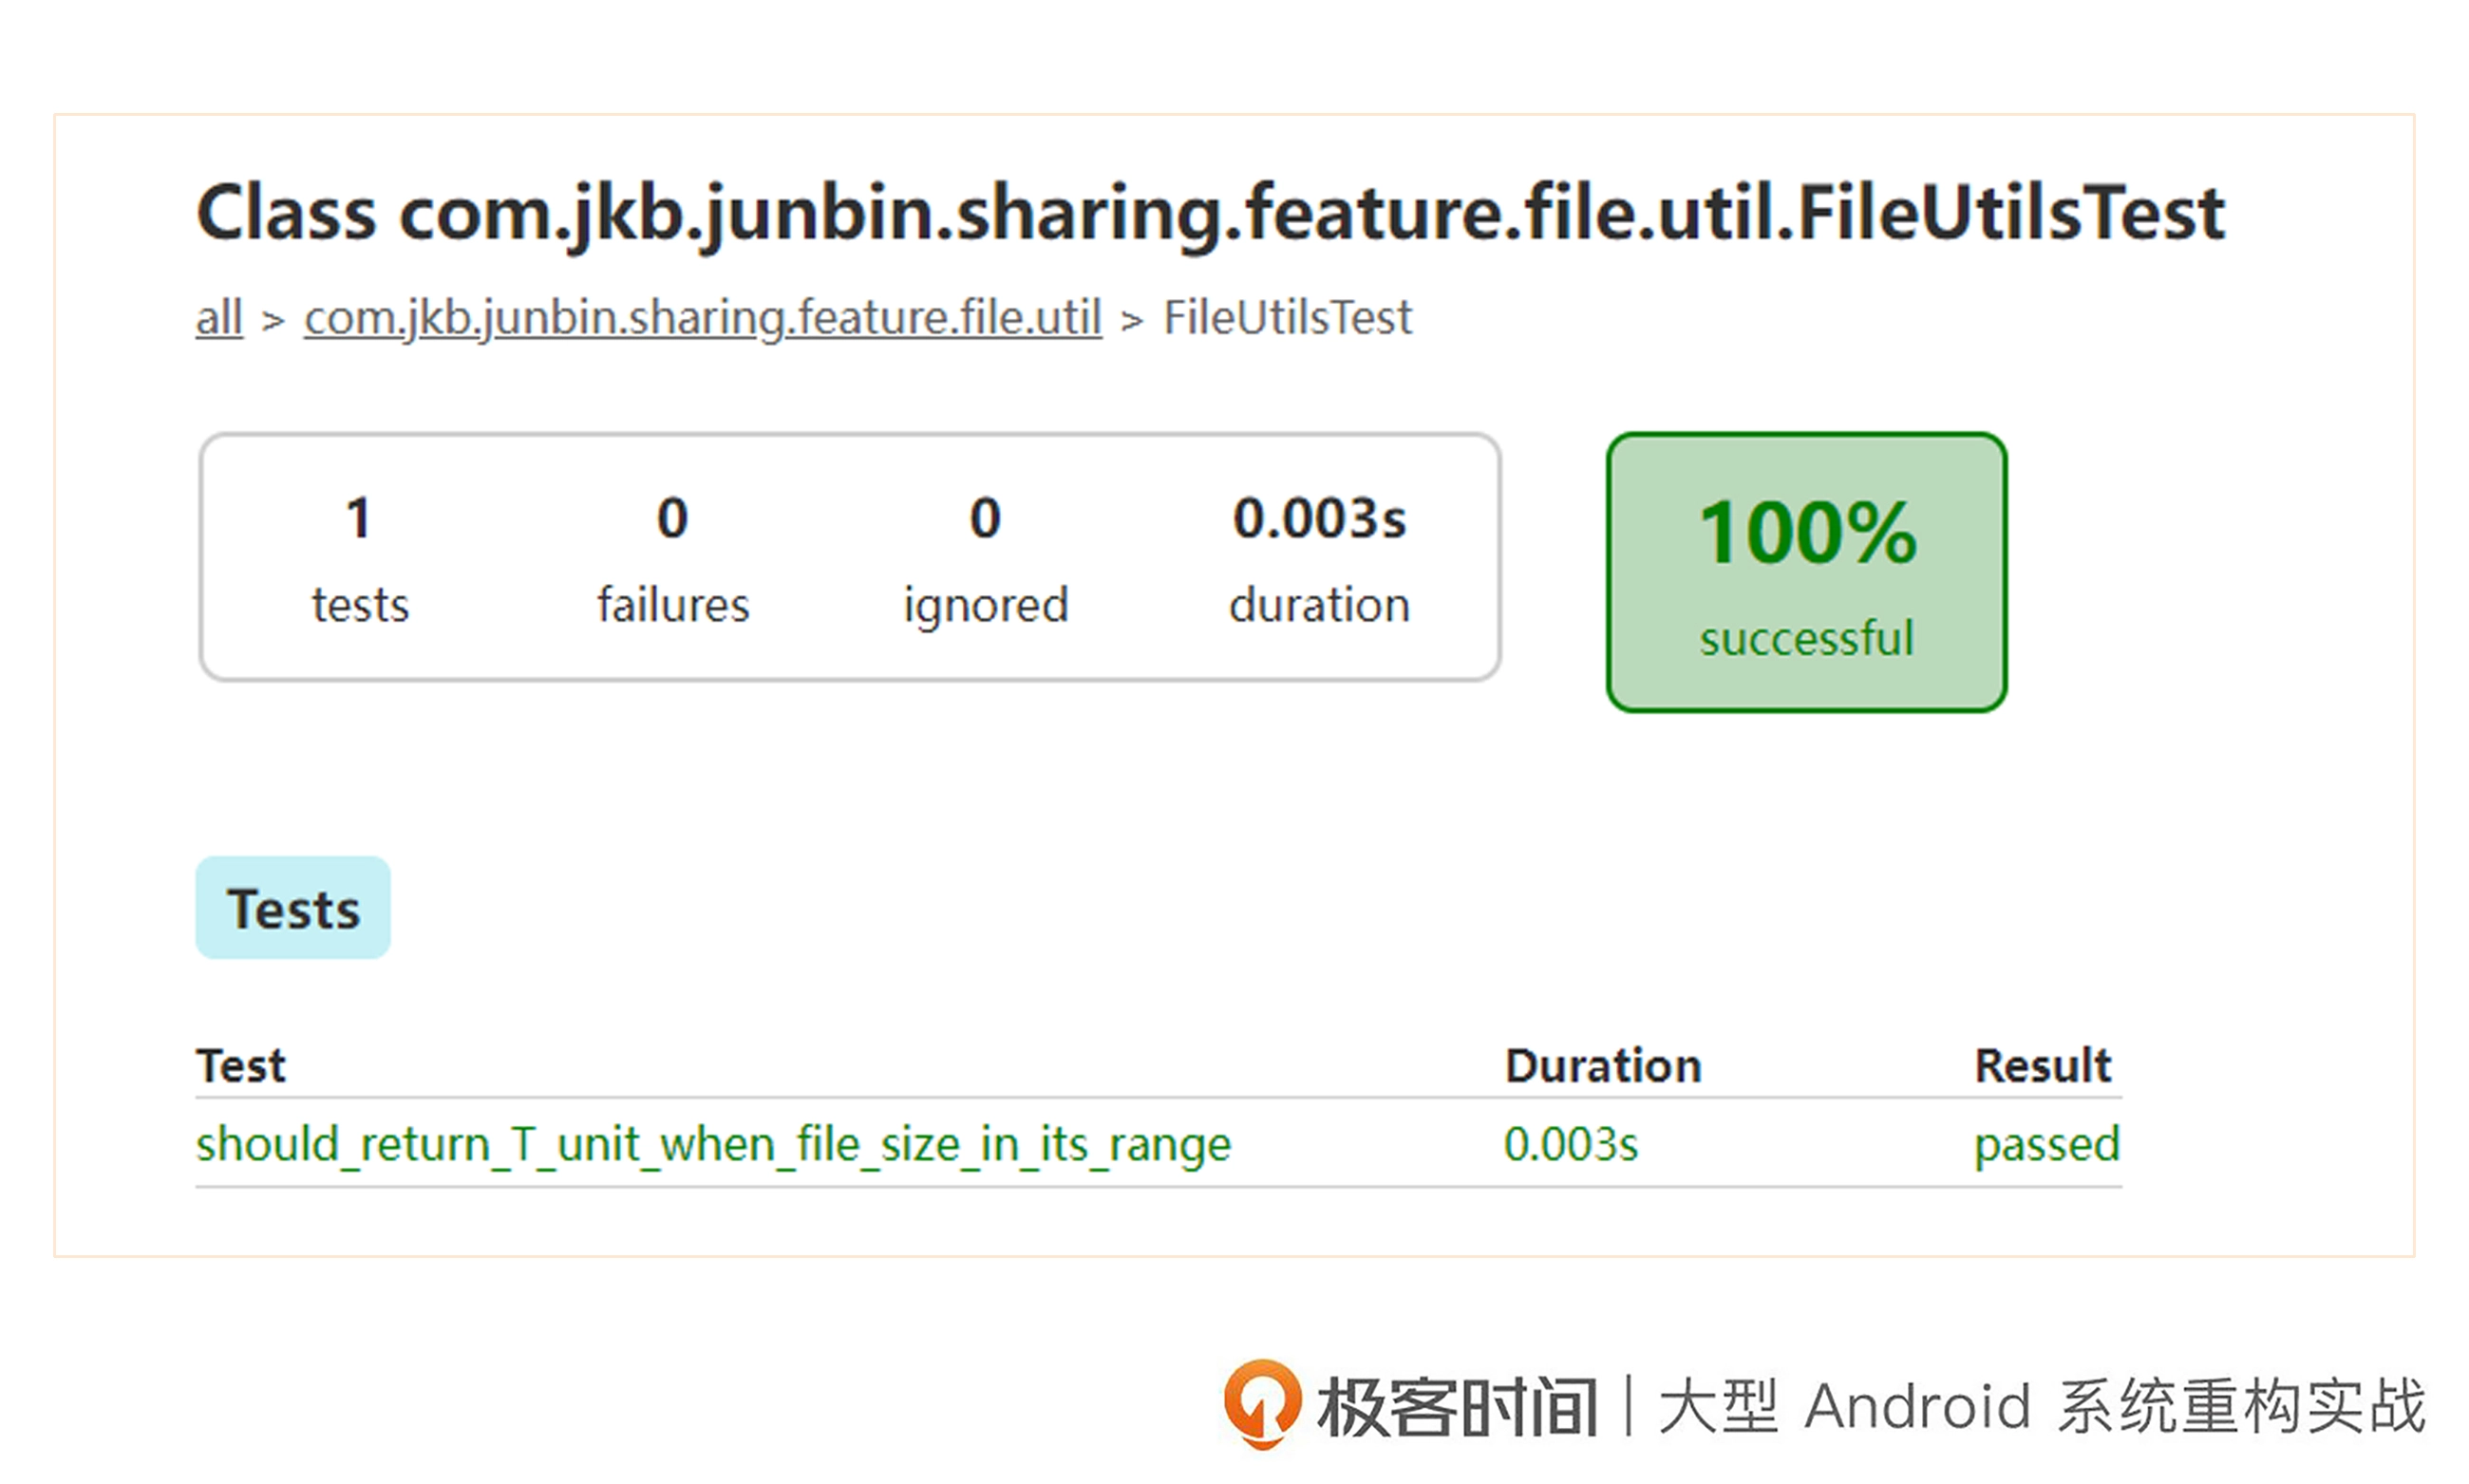 Class com.jkb.junbin.sharing.feature.file.util.FileUtilsTest
all > com.jkb.junbin.sharing.feature.file.util > FileUtilsTest
1 0 0 0.003s
tests failures ignored duration
100%
successful
Tests
Test Duration Result
should_return_T_unit_when_file_size_in_its_range 0.003s passed
极客时间 | 大型 Android 系统重构实战